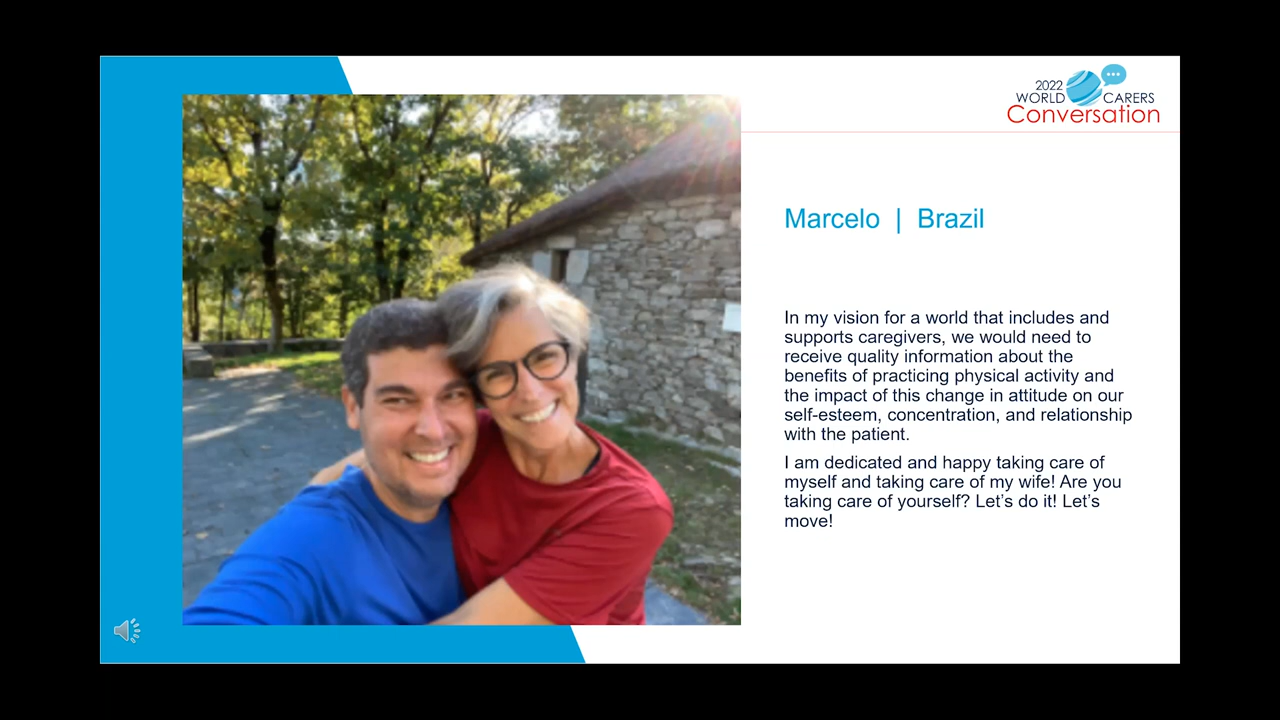 2022
WORLD CARERS
Conversation
Marcelo | Brazil
In my vision for a world that includes and
supports caregivers, we would need to
receive quality information about the
benefits of practicing physical activity and
the impact of this change in attitude on our
self-esteem, concentration, and relationship
with the patient.
I am dedicated and happy taking care of
myself and taking care of my wife! Are you
taking care of yourself? Let’s do it! Let’s
move!